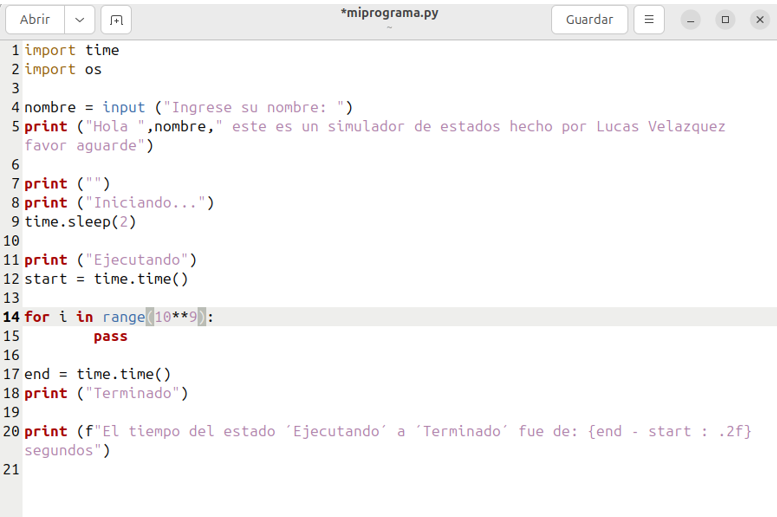 Abrir
*miprograma.py
~
Guardar
1 import time
2 import os
3
4 nombre = input ("Ingrese su nombre: ")
5 print ("Hola ",nombre," este es un simulador de estados hecho por Lucas Velazquez
favor aguarde")
6
7 print ("")
8 print ("Iniciando...")
9 time.sleep(2)
10
11 print ("Ejecutando")
12 start = time.time()
13
14 for i in range(10**9):
15         pass
16
17 end = time.time()
18 print ("Terminado")
19
20 print (f"El tiempo del estado ´Ejecutando´ a ´Terminado´ fue de: {end - start : .2f}
segundos")
21